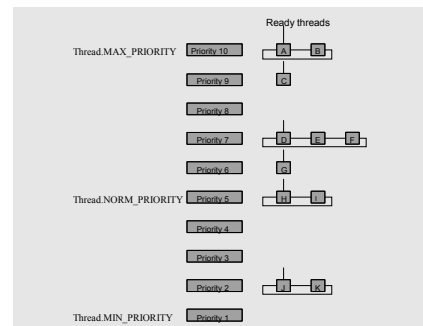 Ready threads
Thread.MAX_PRIORITY Priority 10 A B
Priority 9 C
Priority 8
Priority 7 D E F
Priority 6 G
Thread.NORM_PRIORITY Priority 5 H I
Priority 4
Priority 3
Priority 2 J K
Thread.MIN_PRIORITY Priority 1